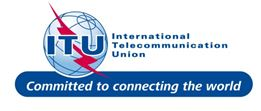 ITU
International
Telecommunication
Union
Committed to connecting the world